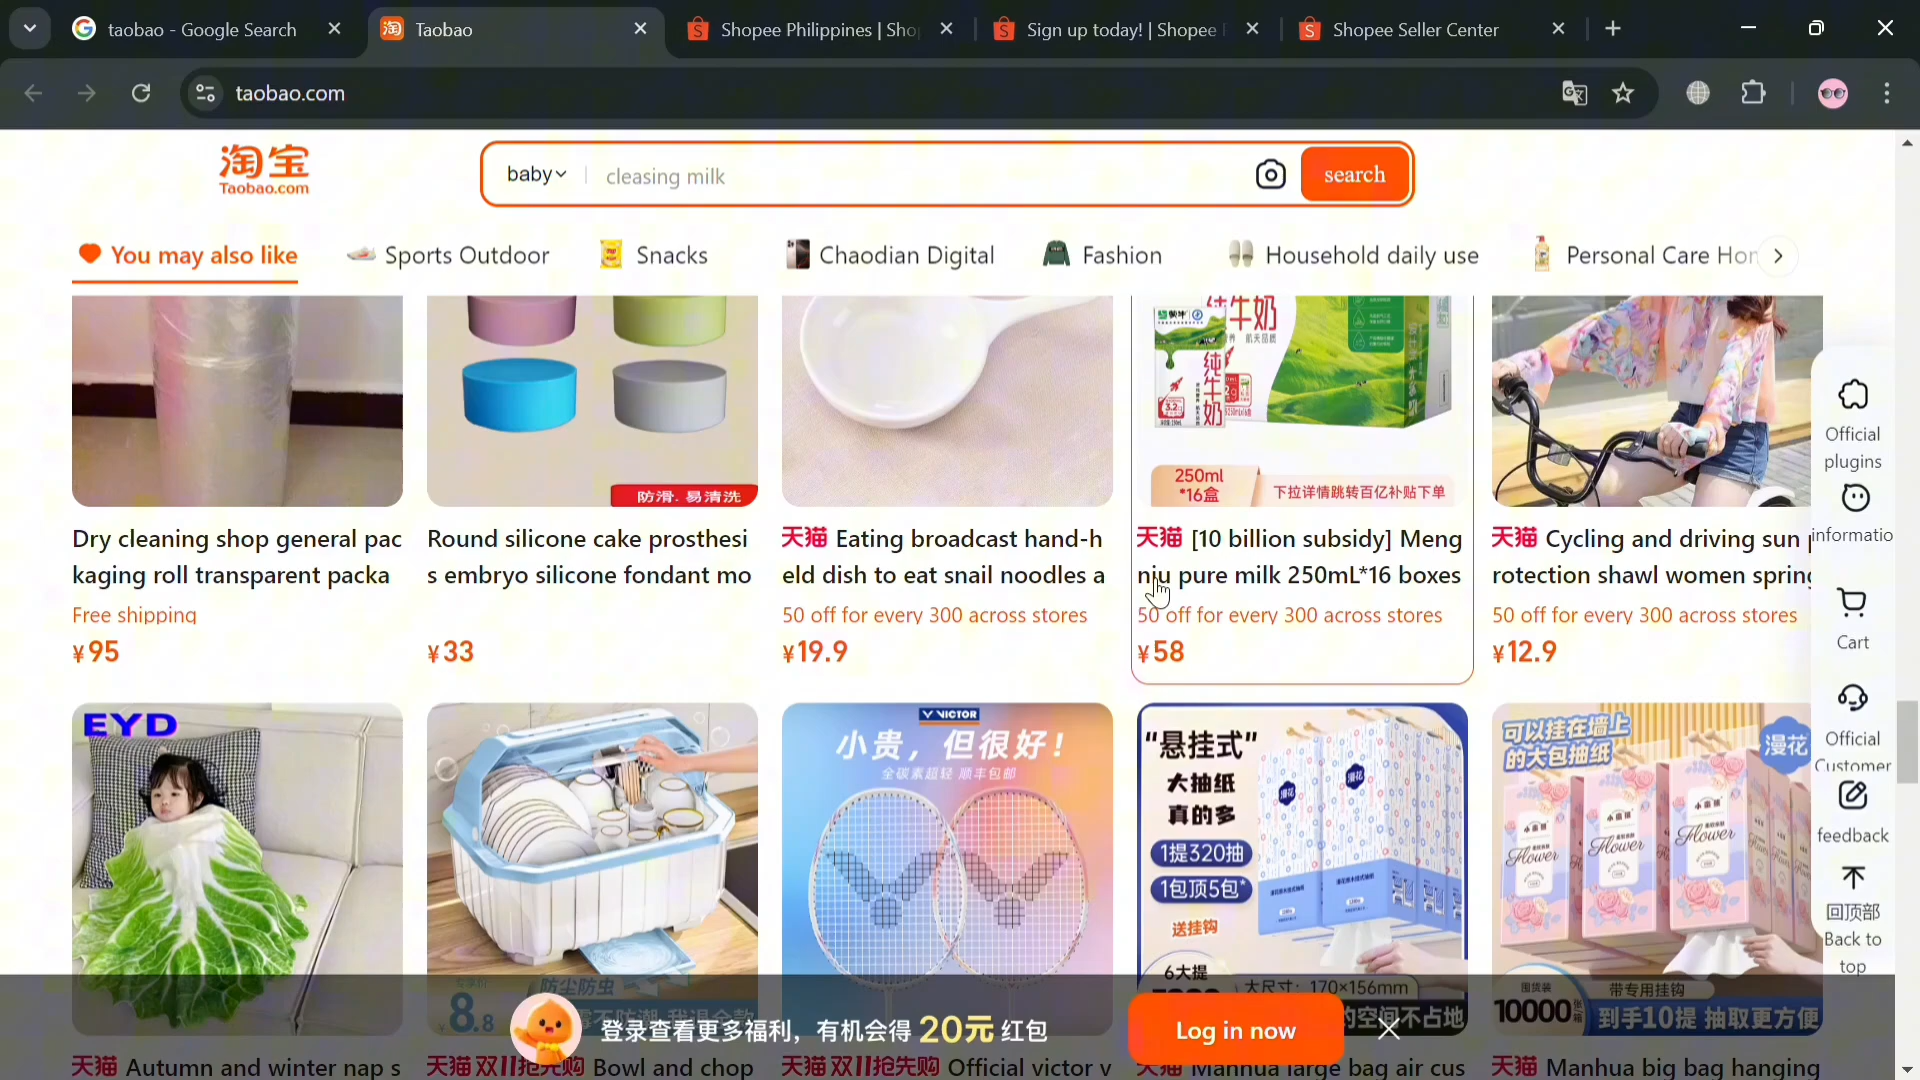 taobao - Google Search
Taobao
Shopee Philippines | Sho
Sign up today! | Shopee
Shopee Seller Center
taobao.com
淘宝
Taobao.com
baby
cleasing milk
search
You may also like
Sports Outdoor
Snacks
Chaodian Digital
Fashion
Household daily use
Personal Care Hor
防滑.易清洗
纯牛奶
250ml
*16盒
下拉详情跳转百亿补贴下单
Dry cleaning shop general pac
kaging roll transparent packa
Free shipping
¥95
Round silicone cake prosthesi
s embryo silicone fondant mo
¥33
天猫 Eating broadcast hand-h
eld dish to eat snail noodles a
50 off for every 300 across stores
¥19.9
天猫 [10 billion subsidy] Meng
niu pure milk 250mL*16 boxes
50 off for every 300 across stores
¥58
天猫 Cycling and driving sun p
rotection shawl women spring
50 off for every 300 across stores
¥12.9
Official
plugins
informatio
Cart
Official
Customer
feedback
回顶部
Back to
top
EYD
8.8
防尘防虫
VICTOR
小贵，但很好！
全碳素超轻 顺丰包邮
“悬挂式”
大抽纸
真的多
1提320抽
1包顶5包*
送挂钩
6大提
大尺寸：170×156mm
漫花
可以挂在墙上
的大包抽纸
漫花
Flower
Flower
Flower
囤货装
10000张
带专用挂钩
到手10提 抽取更方便
登录查看更多福利，有机会得 20元 红包
Log in now
天猫 Autumn and winter nap s
天猫双11抢先购 Bowl and chop
天猫双11抢先购 Official victor v
天猫 Manhua large bag air cus
天猫 Manhua big bag hanging